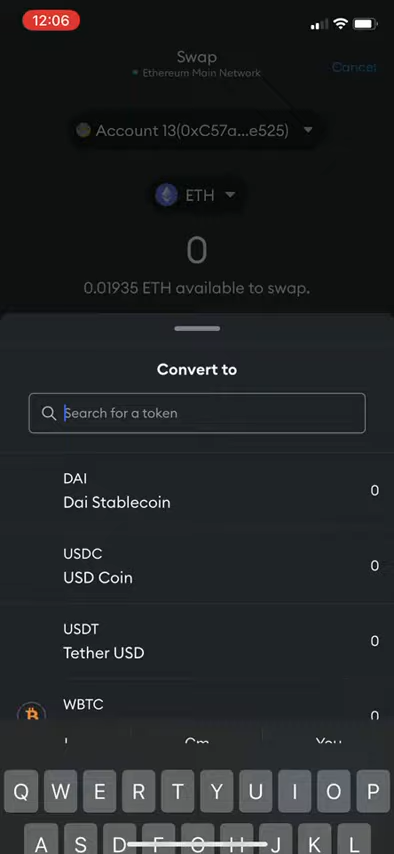 12:06
Swap
Ethereum Main Network
Cancel
Account 13(0xC57a...e525)
ETH
0
0.01935 ETH available to swap.
Convert to
Search for a token
DAI
Dai Stablecoin
0
USDC
USD Coin
0
USDT
Tether USD
0
WBTC
0
I
Cm
You
Q W E R T Y U I O P
A S D F G H J K L